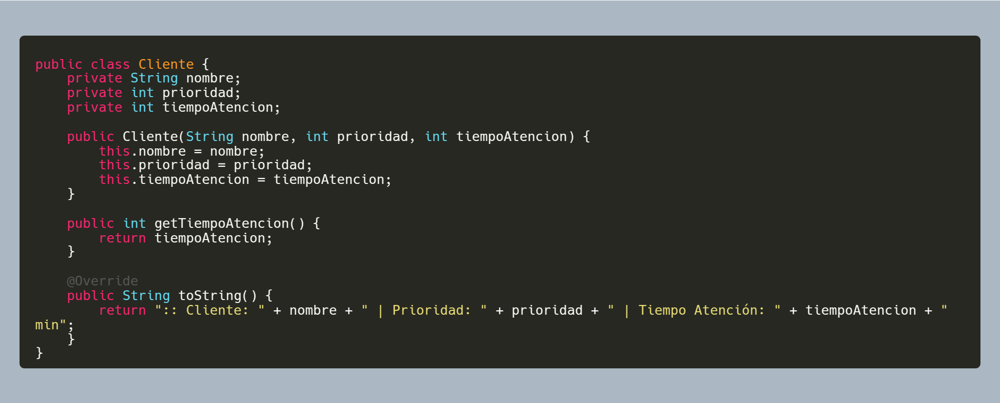 public class Cliente {
    private String nombre;
    private int prioridad;
    private int tiempoAtencion;

    public Cliente(String nombre, int prioridad, int tiempoAtencion) {
        this.nombre = nombre;
        this.prioridad = prioridad;
        this.tiempoAtencion = tiempoAtencion;
    }

    public int getTiempoAtencion() {
        return tiempoAtencion;
    }

    @Override
    public String toString() {
        return ":: Cliente: " + nombre + " | Prioridad: " + prioridad + " | Tiempo Atención: " + tiempoAtencion + "
min";
    }
}